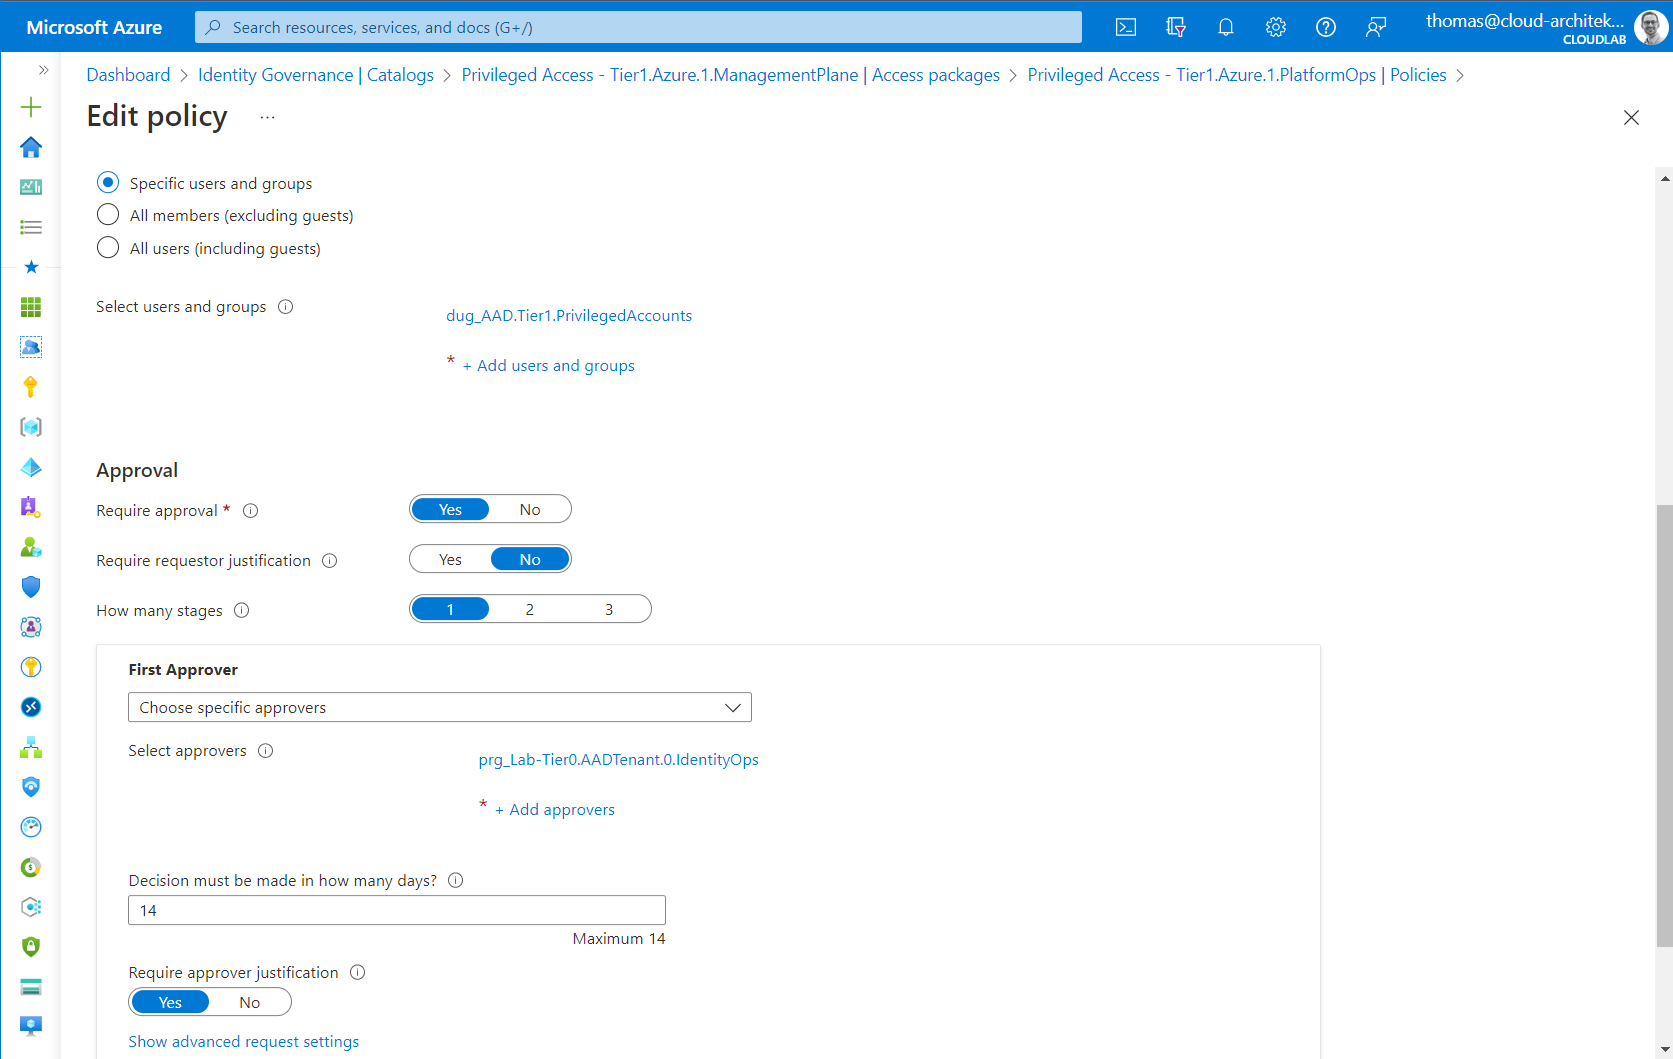 Microsoft Azure
Search resources, services, and docs (G+/)
thomas@cloud-architek...
CLOUDLAB
Dashboard > Identity Governance | Catalogs > Privileged Access - Tier1.Azure.1.ManagementPlane | Access packages > Privileged Access - Tier1.Azure.1.PlatformOps | Policies >
Edit policy ...
Specific users and groups
All members (excluding guests)
All users (including guests)
Select users and groups
dug_AAD.Tier1.PrivilegedAccounts
* + Add users and groups
Approval
Require approval * Yes No
Require requestor justification Yes No
How many stages 1 2 3
First Approver
Choose specific approvers
Select approvers
prg_Lab-Tier0.AADTenant.0.IdentityOps
* + Add approvers
Decision must be made in how many days?
14
Maximum 14
Require approver justification
Yes No
Show advanced request settings